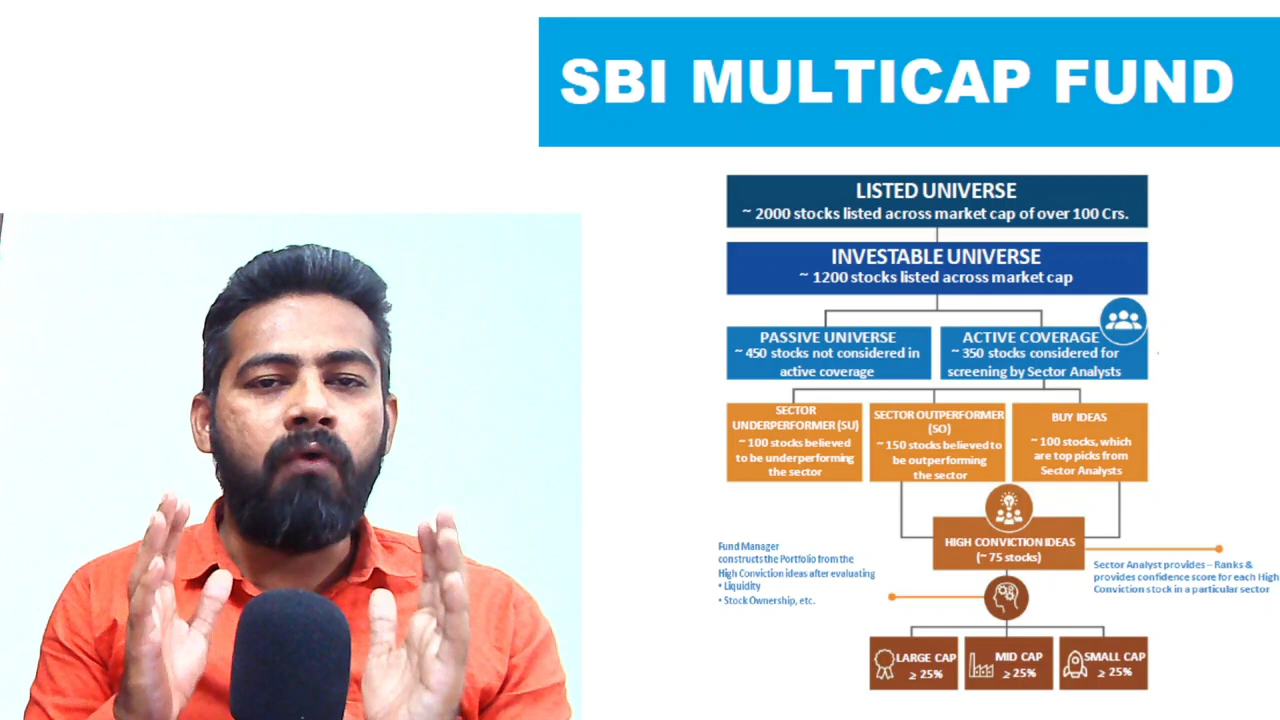 SBI MULTICAP FUND
LISTED UNIVERSE
~ 2000 stocks listed across market cap of over 100 Crs.
INVESTABLE UNIVERSE
~ 1200 stocks listed across market cap
PASSIVE UNIVERSE
~ 450 stocks not considered in
active coverage
ACTIVE COVERAGE
~ 350 stocks considered for
screening by Sector Analysts
SECTOR
UNDERPERFORMER (SU)
~ 100 stocks believed
to be underperforming
the sector
SECTOR OUTPERFORMER
(SO)
~ 150 stocks believed to
be outperforming
the sector
BUY IDEAS
~ 100 stocks, which
are top picks from
Sector Analysts
HIGH CONVICTION IDEAS
(~ 75 stocks)
Fund Manager
constructs the Portfolio from the
High Conviction ideas after evaluating
• Liquidity
• Stock Ownership, etc.
Sector Analyst provides – Ranks &
provides confidence score for each High
Conviction stock in a particular sector
LARGE CAP
≥ 25%
MID CAP
≥ 25%
SMALL CAP
≥ 25%